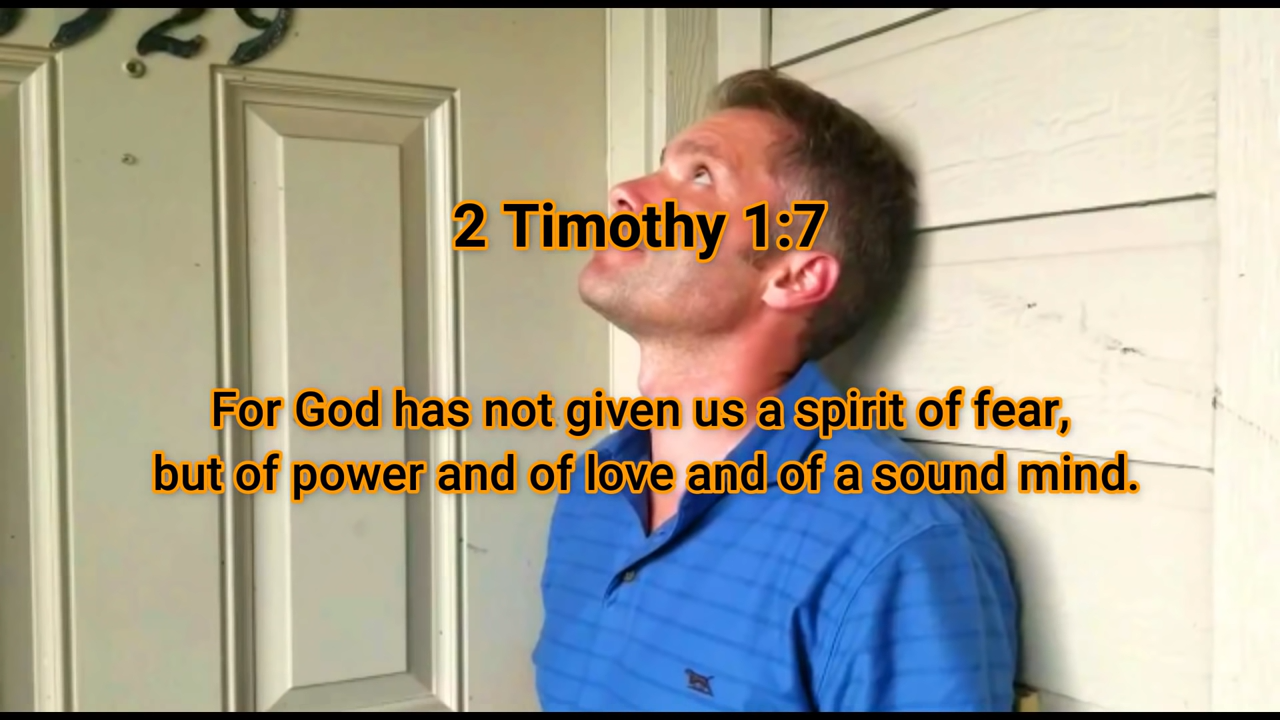 29
2 Timothy 1:7
For God has not given us a spirit of fear,
but of power and of love and of a sound mind.